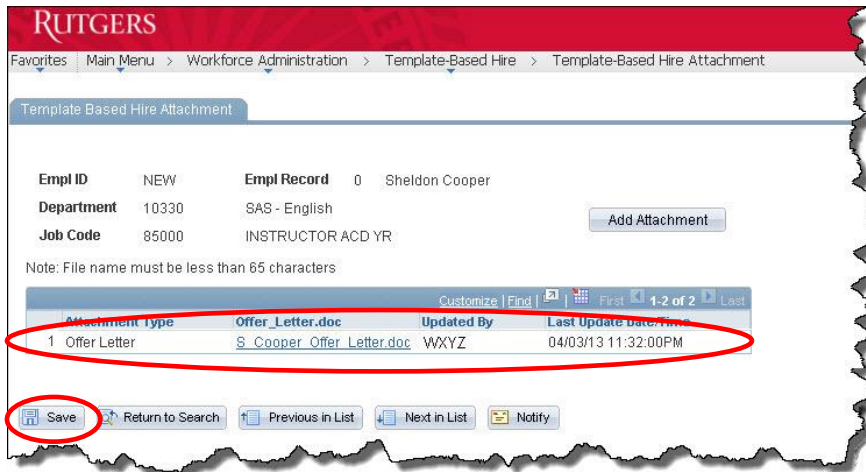 RUTGERS
Favorites Main Menu > Workforce Administration > Template-Based Hire > Template-Based Hire Attachment
Template Based Hire Attachment
Empl ID NEW Empl Record 0 Sheldon Cooper
Department 10330 SAS - English
Add Attachment
Job Code 85000 INSTRUCTOR ACD YR
Note: File name must be less than 65 characters
Customize | Find | | First 1-2 of 2 Last
Attachment Type Offer_Letter.doc Updated By Last Update Date/Time
1 Offer Letter S_Cooper_Offer_Letter.doc WXYZ 04/03/13 11:32:00PM
Save Return to Search Previous in List Next in List Notify